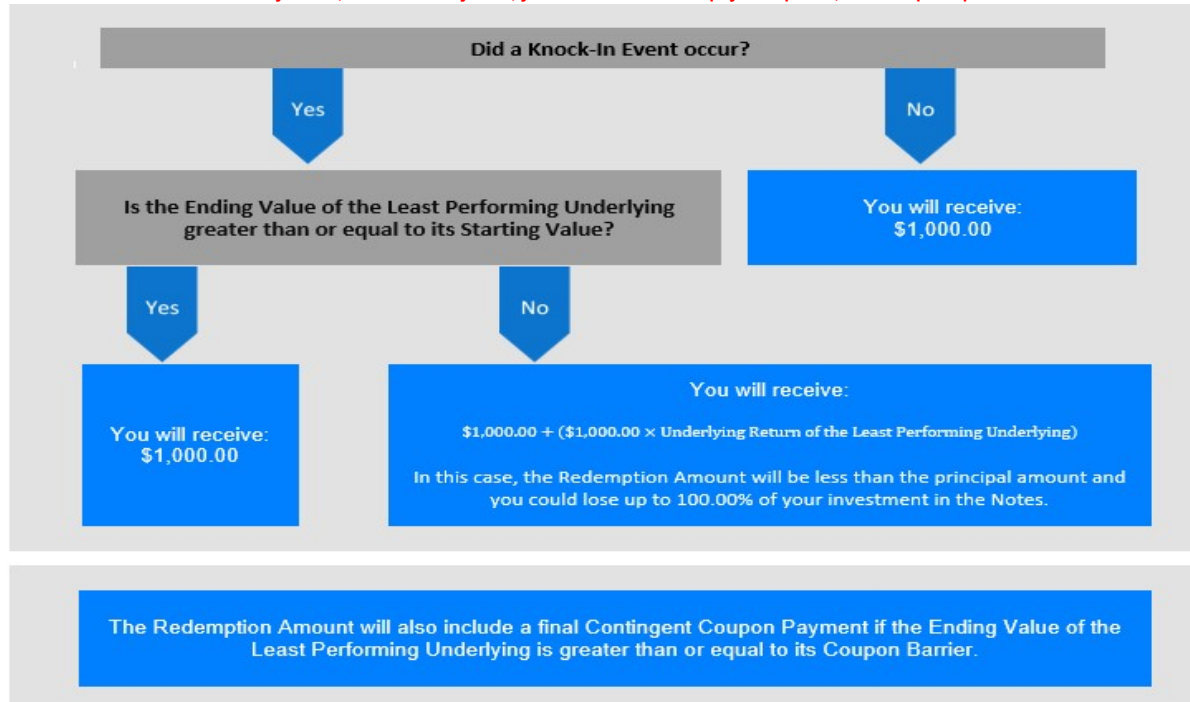 Did a Knock-In Event occur?
Yes
No
Is the Ending Value of the Least Performing Underlying
greater than or equal to its Starting Value?
You will receive:
$1,000.00
Yes
No
You will receive:
$1,000.00
You will receive:
$1,000.00 + ($1,000.00 × Underlying Return of the Least Performing Underlying)
In this case, the Redemption Amount will be less than the principal amount and
you could lose up to 100.00% of your investment in the Notes.
The Redemption Amount will also include a final Contingent Coupon Payment if the Ending Value of the
Least Performing Underlying is greater than or equal to its Coupon Barrier.